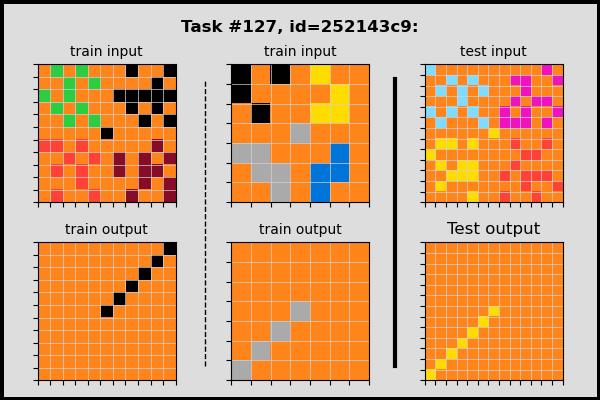 Task #127, id=252143c9:
train input
train input
test input
train output
train output
Test output